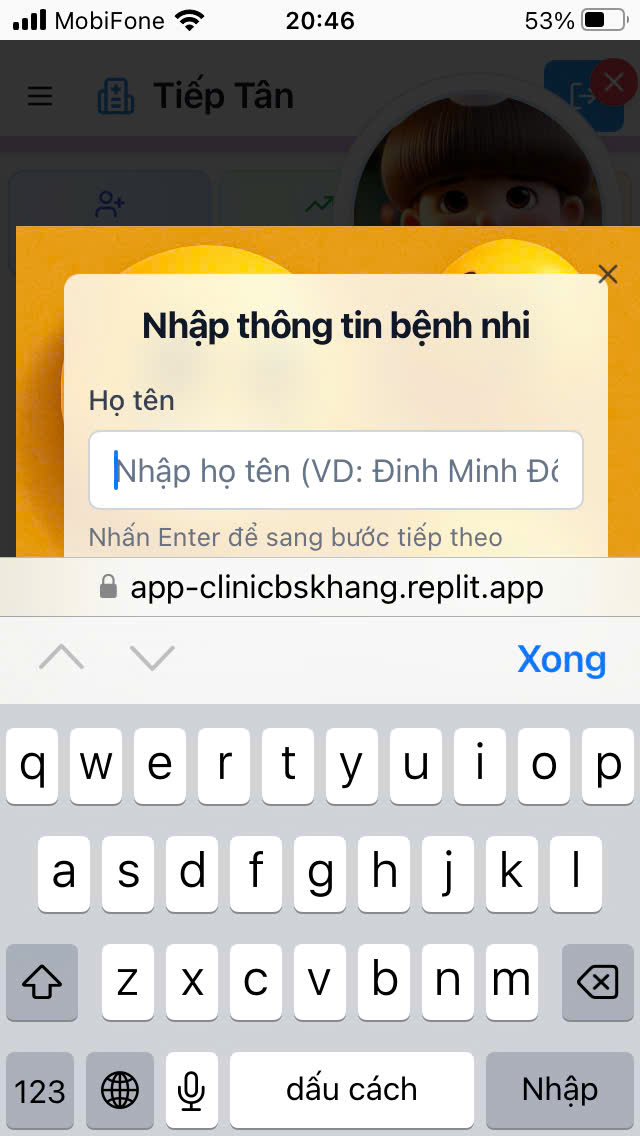 MobiFone 20:46 53%
Tiếp Tân
Nhập thông tin bệnh nhi
Họ tên
Nhập họ tên (VD: Đinh Minh
Nhấn Enter để sang bước tiếp theo
app-clinicbskhang.replit.app
Xong
q w e r t y u i o p
a s d f g h j k l
z x c v b n m
123 dấu cách Nhập